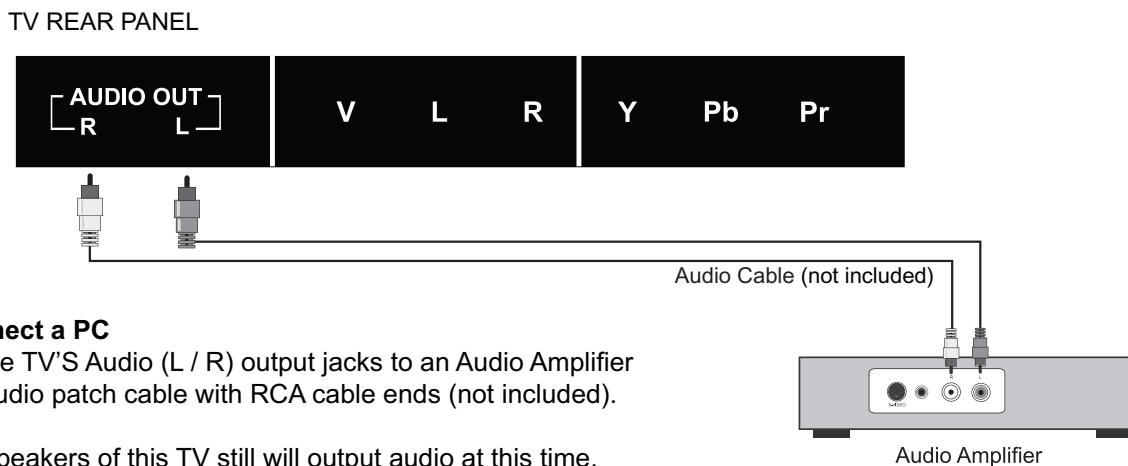 TV REAR PANEL
AUDIO OUT
R L
V L R
Y Pb Pr
Audio Cable (not included)
nect a PC
e TV'S Audio (L / R) output jacks to an Audio Amplifier
udio patch cable with RCA cable ends (not included).
peakers of this TV still will output audio at this time.
R L
S-VIDEO
Audio Amplifier